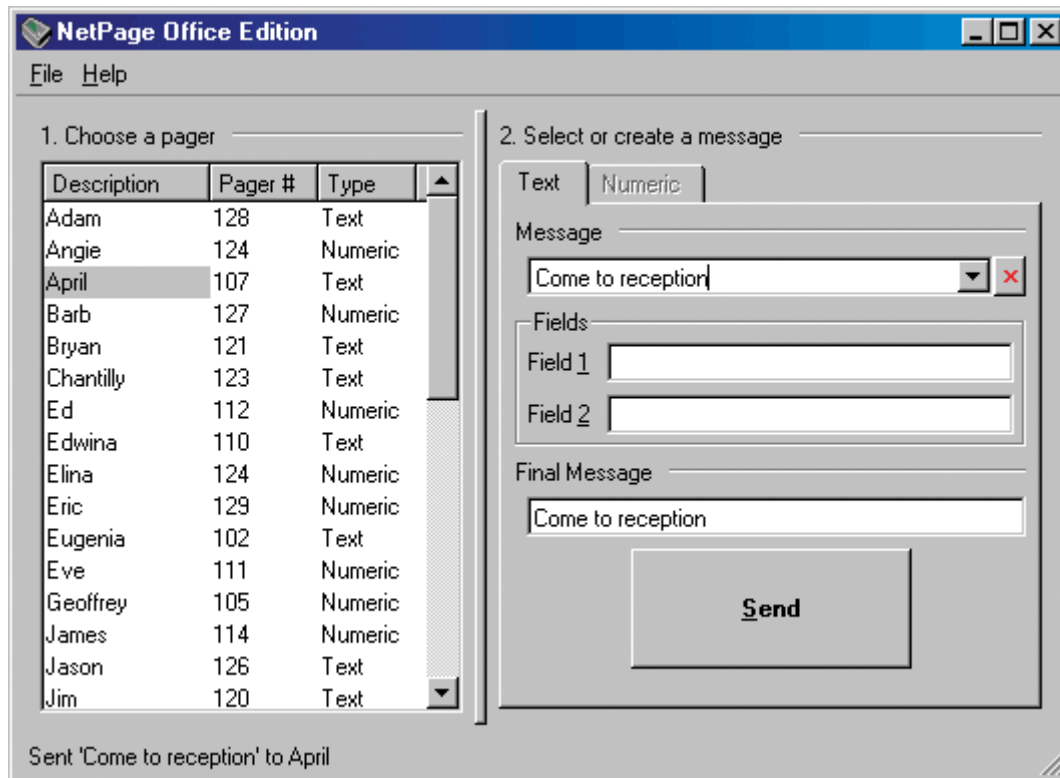 NetPage Office Edition
File Help
1. Choose a pager
Description Pager # Type
Adam 128 Text
Angie 124 Numeric
April 107 Text
Barb 127 Numeric
Bryan 121 Text
Chantilly 123 Text
Ed 112 Numeric
Edwina 110 Text
Elina 124 Numeric
Eric 129 Numeric
Eugenia 102 Text
Eve 111 Numeric
Geoffrey 105 Numeric
James 114 Numeric
Jason 126 Text
Jim 120 Text
2. Select or create a message
Text Numeric
Message
Come to reception
Fields
Field 1
Field 2
Final Message
Come to reception
Send
Sent 'Come to reception' to April